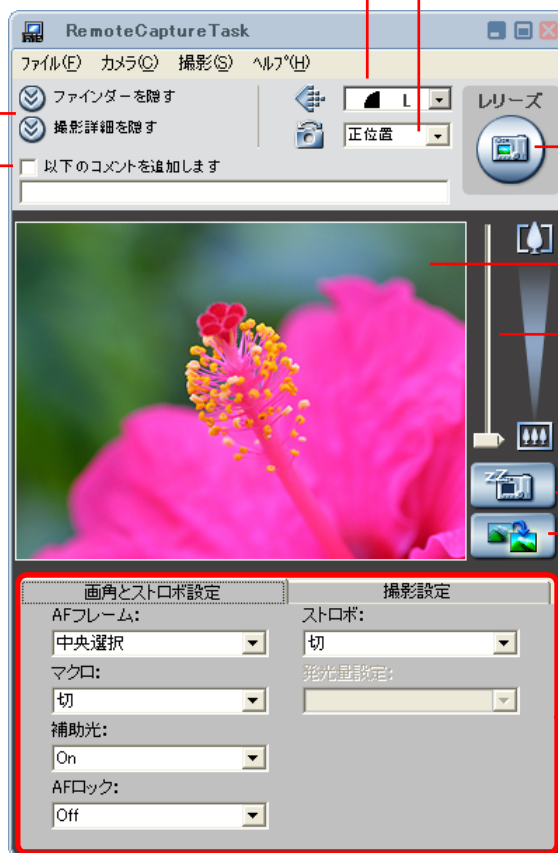 RemoteCaptureTask
ファイル(F) カメラ(C) 撮影(S) ヘルプ(H)
ファインダーを隠す
L
レリーズ
撮影詳細を隠す
正位置
以下のコメントを追加します
画角とストロボ設定
撮影設定
AFフレーム:
ストロボ:
中央選択
切
マクロ:
発光量設定:
切
補助光:
On
AFロック:
Off